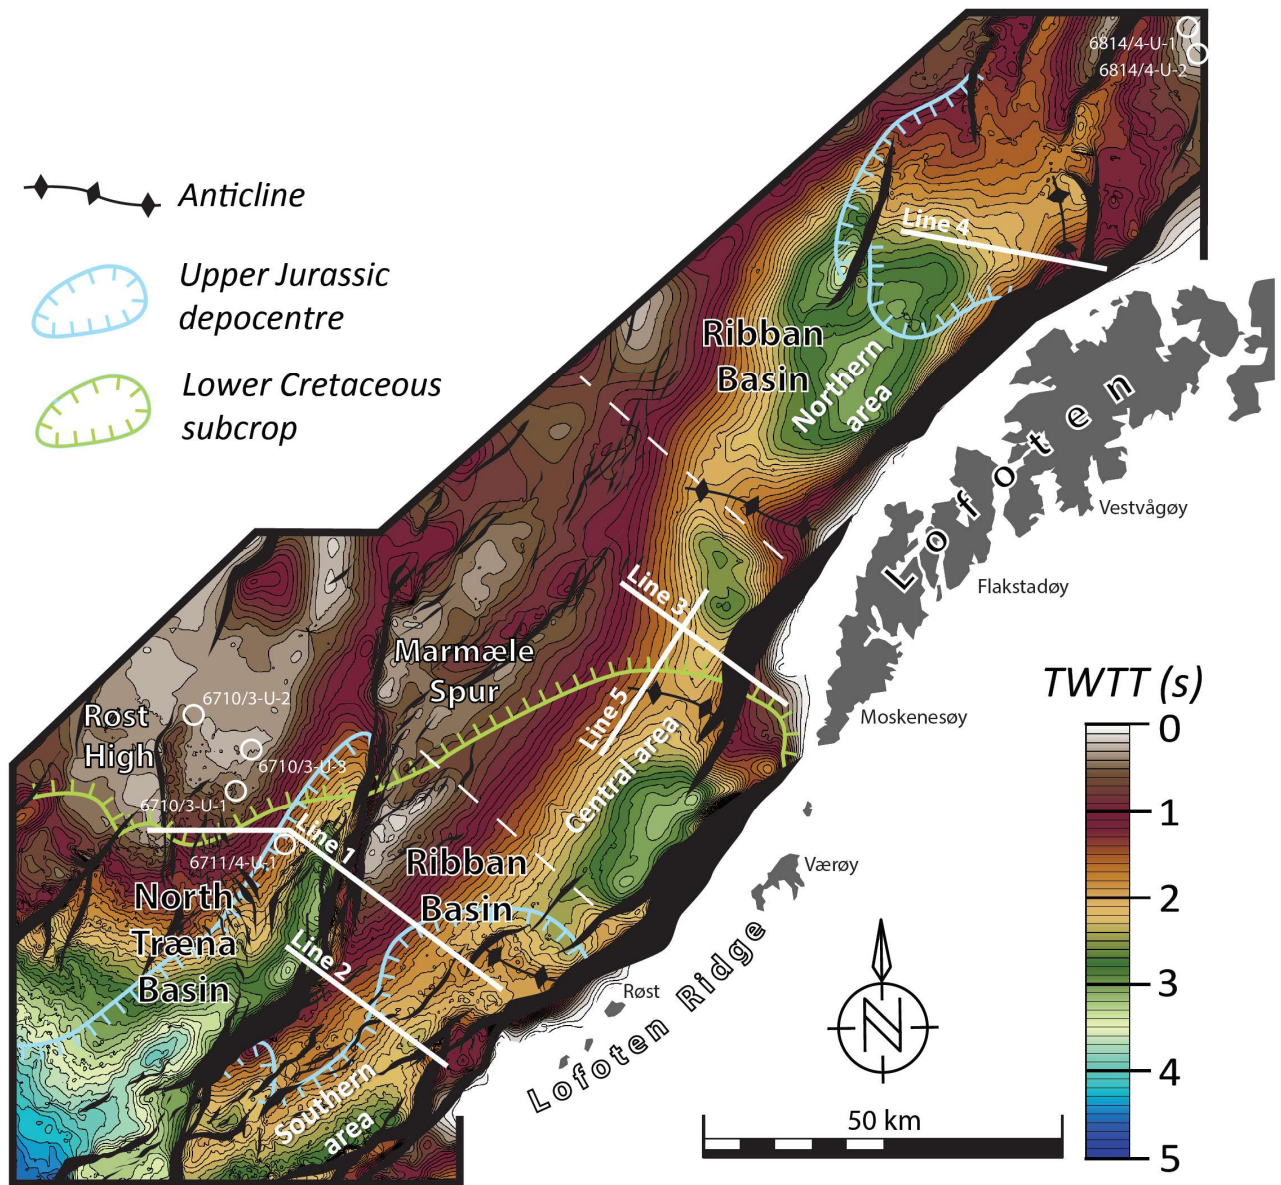 6814/4-U-1
6814/4-U-2
Anticline
Upper Jurassic
depocentre
Lower Cretaceous
subcrop
Line 4
Ribban
Basin
Northern
area
Lofoten
Vestvågøy
Flakstadøy
Moskenesøy
Værøy
Røst
Lofoten Ridge
Line 3
Line 5
Central area
Marmæle
Spur
Røst
High
6710/3-U-2
6710/3-U-3
6710/3-U-1
6711/4-U-1
Line 1
Ribban
Basin
North
Træna
Basin
Line 2
Southern
area
TWTT (s)
0
1
2
3
4
5
N
50 km